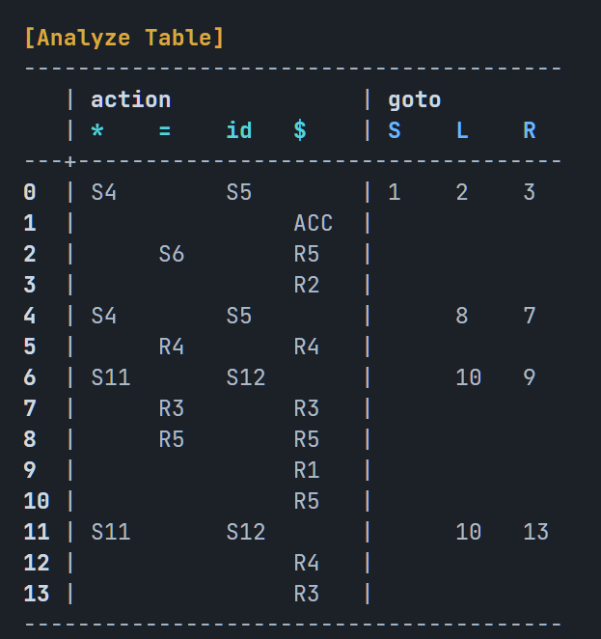 [Analyze Table]
----------------------------------------
   | action              | goto
   | *    =    id   $    | S    L    R
---+------------------------------------
0  | S4        S5        | 1    2    3
1  |                ACC  |
2  |      S6        R5   |
3  |                R2   |
4  | S4        S5        |      8    7
5  |      R4        R4   |
6  | S11       S12       |      10   9
7  |      R3        R3   |
8  |      R5        R5   |
9  |                R1   |
10 |                R5   |
11 | S11       S12       |      10   13
12 |                R4   |
13 |                R3   |
----------------------------------------